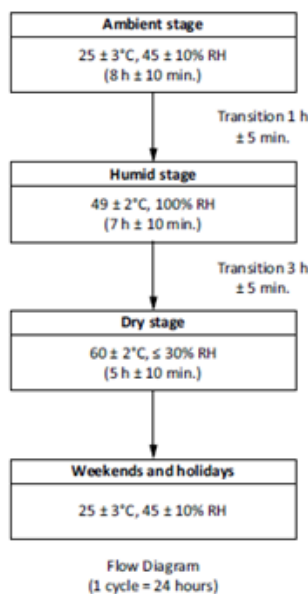 Ambient stage
25 ± 3°C, 45 ± 10% RH
(8 h ± 10 min.)
Transition 1 h
± 5 min.
Humid stage
49 ± 2°C, 100% RH
(7 h ± 10 min.)
Transition 3 h
± 5 min.
Dry stage
60 ± 2°C, ≤ 30% RH
(5 h ± 10 min.)
Weekends and holidays
25 ± 3°C, 45 ± 10% RH
Flow Diagram
(1 cycle = 24 hours)